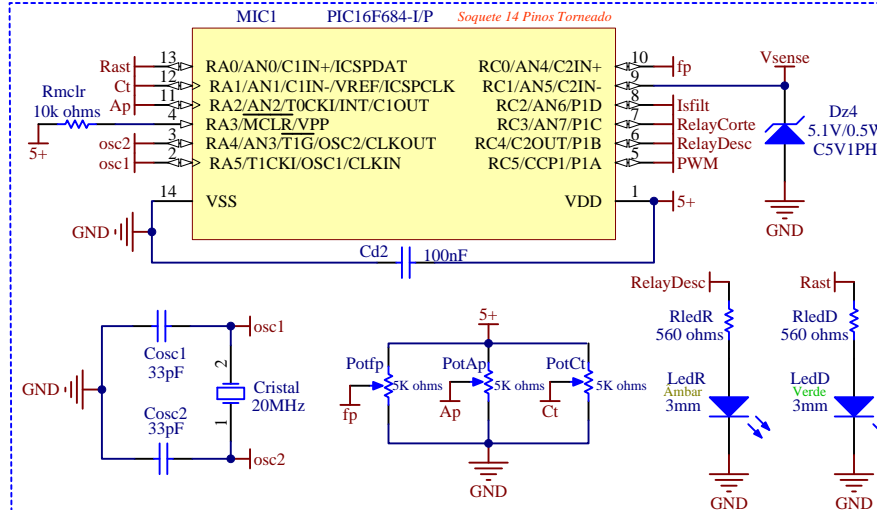 MIC1 PIC16F684-I/P Soquete 14 Pinos Torneado
Rast 13 RA0/AN0/C1IN+/ICSPDAT RC0/AN4/C2IN+ 10 fp
Ct 12 RA1/AN1/C1IN-/VREF/ICSPCLK RC1/AN5/C2IN- 9 Vsense
Ap 11 RA2/AN2/T0CKI/INT/C1OUT RC2/AN6/P1D 8 Isfilt
Rmclr
10k ohms
5+
4 RA3/MCLR/VPP RC3/AN7/P1C 7 RelayCorte
osc2 3 RA4/AN3/T1G/OSC2/CLKOUT RC4/C2OUT/P1B 6 RelayDesc
osc1 2 RA5/T1CKI/OSC1/CLKIN RC5/CCP1/P1A 5 PWM
14 VSS VDD 1 5+
GND
Cd2 100nF
Dz4
5.1V/0.5W
C5V1PH
GND
Cosc1
33pF
Cosc2
33pF
GND
osc1
2
Cristal
20MHz
1
osc2
5+
Potfp
5K ohms
fp
PotAp
5K ohms
Ap
PotCt
5K ohms
Ct
GND
RelayDesc
RledR
560 ohms
LedR
Ambar
3mm
GND
Rast
RledD
560 ohms
LedD
Verde
3mm
GND